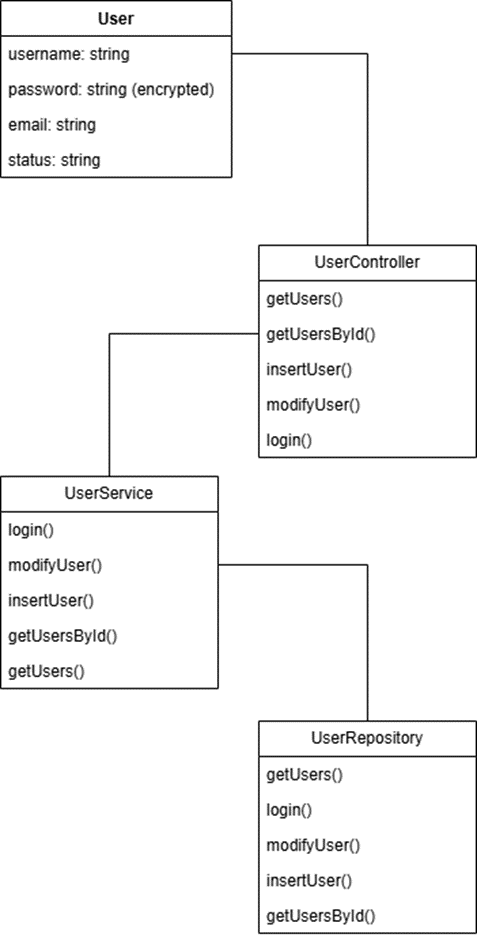 User
username: string
password: string (encrypted)
email: string
status: string
UserController
getUsers()
getUsersById()
insertUser()
modifyUser()
login()
UserService
login()
modifyUser()
insertUser()
getUsersById()
getUsers()
UserRepository
getUsers()
login()
modifyUser()
insertUser()
getUsersById()